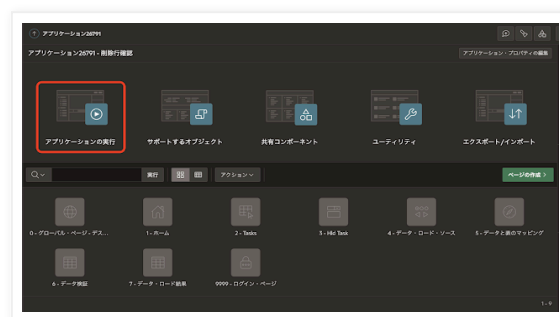 アプリケーション26791
アプリケーション26791 - 削除行確認
アプリケーション・プロパティの編集
アプリケーションの実行
サポートするオブジェクト
共有コンポーネント
ユーティリティ
エクスポート/インポート
実行
アクション
ページの作成
0 - グローバル・ページ - デス...
1 - ホーム
2 - Tasks
3 - Hld Task
4 - データ・ロード・ソース
5 - データと表のマッピング
6 - データ検証
7 - データ・ロード結果
9999 - ログイン・ページ
1 - 9